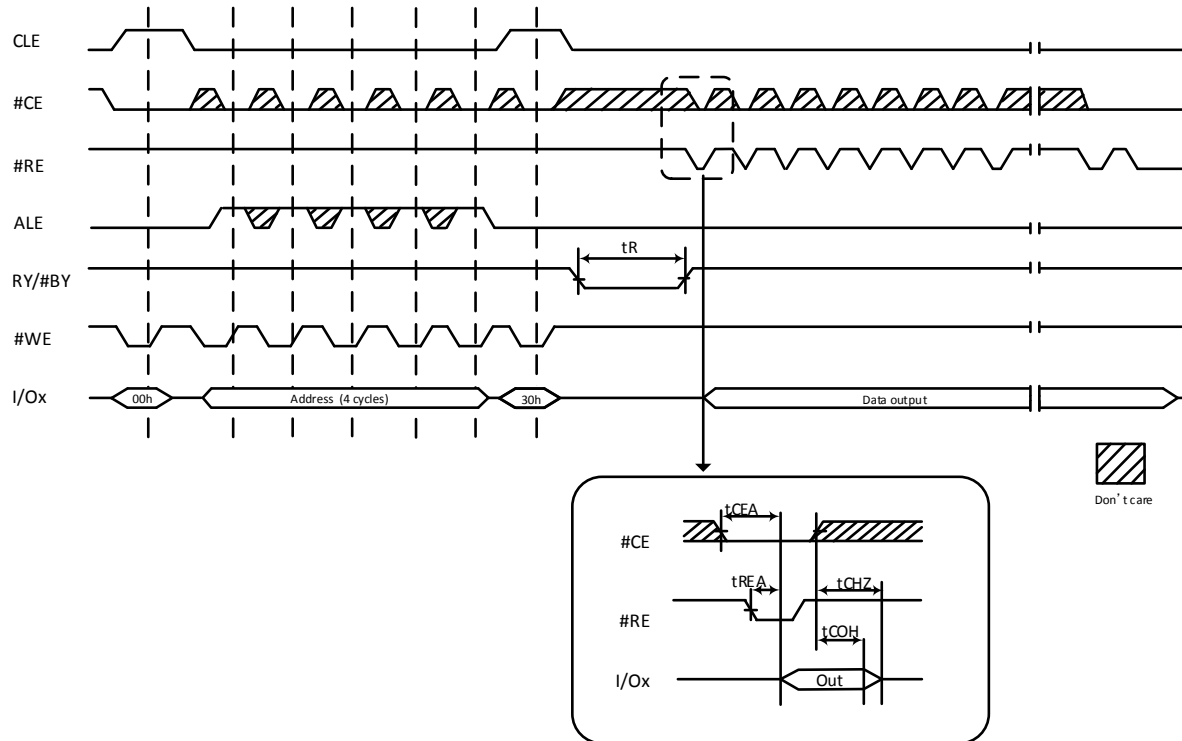 CLE
#CE
#RE
ALE
tR
RY/#BY
#WE
I/Ox
00h
Address (4 cycles)
30h
Data output
Don't care
tCEA
#CE
tREA
tCHZ
#RE
tCOH
I/Ox
Out